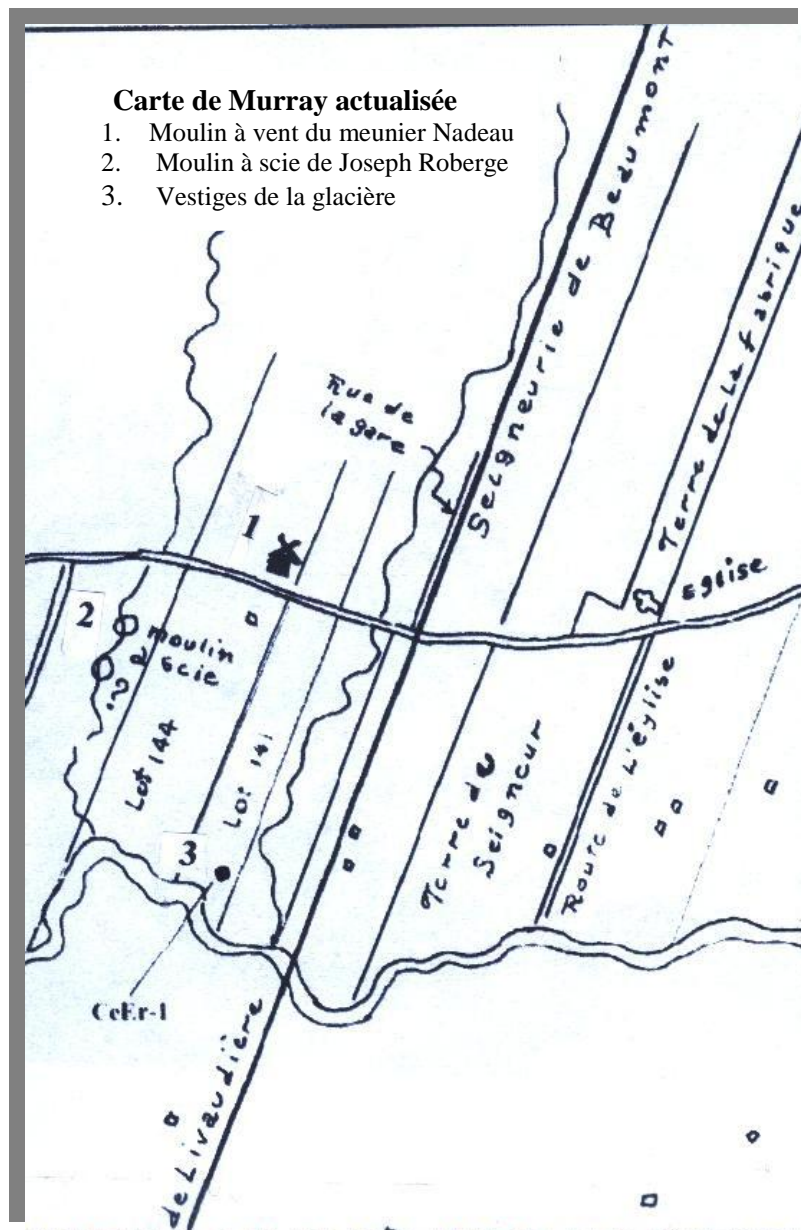 Carte de Murray actualisée
1. Moulin à vent du meunier Nadeau
2. Moulin à scie de Joseph Roberge
3. Vestiges de la glacière
Rue de
la gare
Seigneurie de Beaumont
Terre de La fabrique
1
Eglise
2
moulin
à scie
Lot 144
Lot 141
Terre du
Seigneur
Route de L'église
3
CeEr-1
de Livaudière